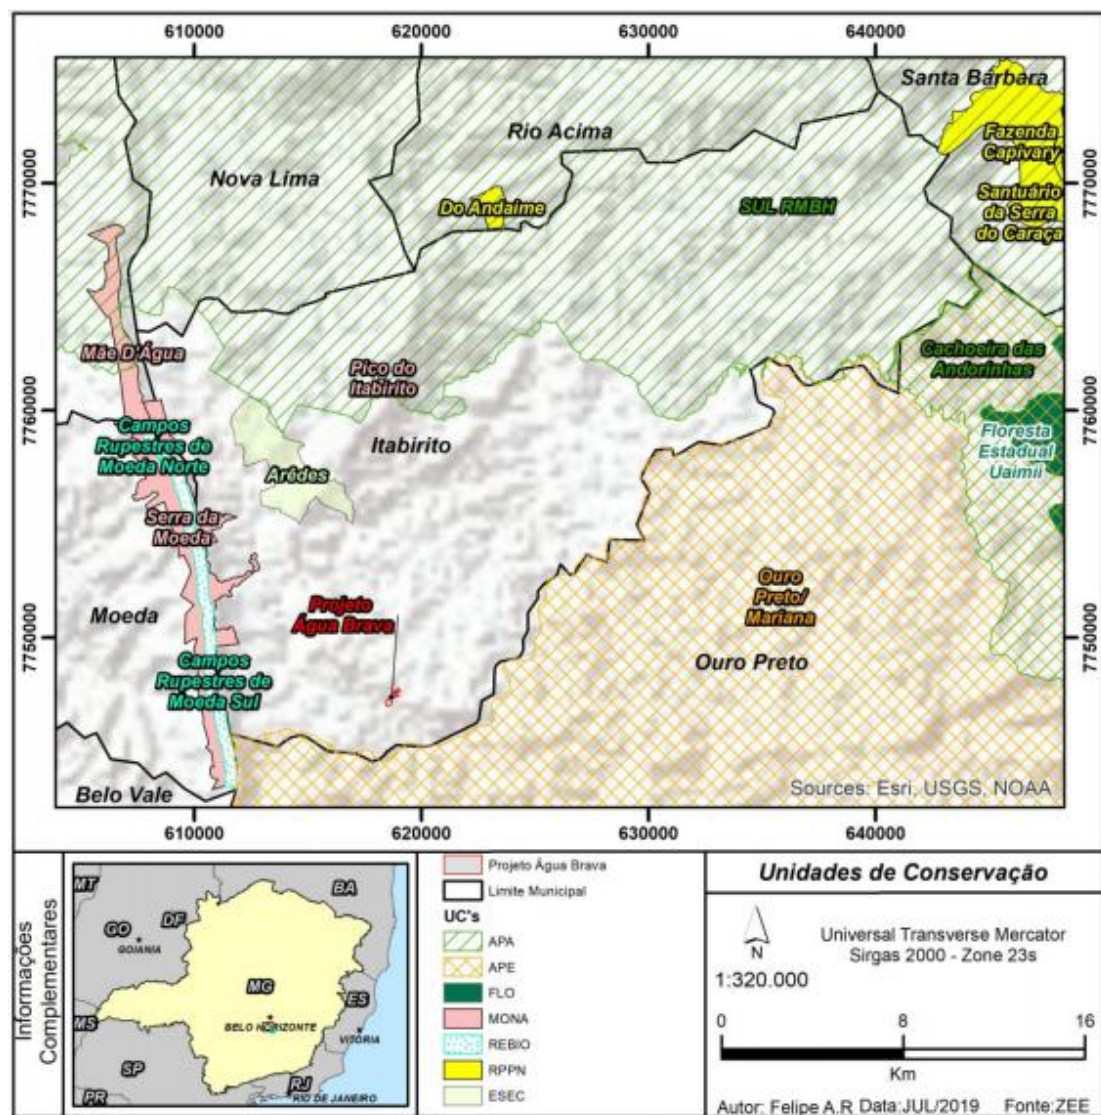 610000
620000
630000
640000
7770000
7760000
7750000
7770000
7760000
7750000
Santa Bárbara
Rio Acima
Fazenda
Capivary
Nova Lima
Do Andaime
SUL RMBH
Santuário
da Serra
do Caraça
Mãe D'Água
Pico do
Itabirito
Cachoeira das
Andorinhas
Campos
Rupestres de
Moeda Norte
Itabirito
Floresta
Estadual
Uaimii
Arêdes
Serra da
Moeda
Moeda
Projeto
Água Brava
Ouro
Preto/
Mariana
Ouro Preto
Campos
Rupestres de
Moeda Sul
Belo Vale
Sources: Esri, USGS, NOAA
610000
620000
630000
640000
Informações
Complementares
MT
BA
GO
DF
GOIANIA
MG
ES
BELO HORIZONTE
MS
VITÓRIA
SP
RJ
PR
RIO DE JANEIRO
Projeto Água Brava
Limite Municipal
UC's
APA
APE
FLO
MONA
REBIO
RPPN
ESEC
Unidades de Conservação
N
Universal Transverse Mercator
Sirgas 2000 - Zone 23s
1:320.000
0 8 16
Km
Autor: Felipe A.R Data:JUL/2019 Fonte:ZEE